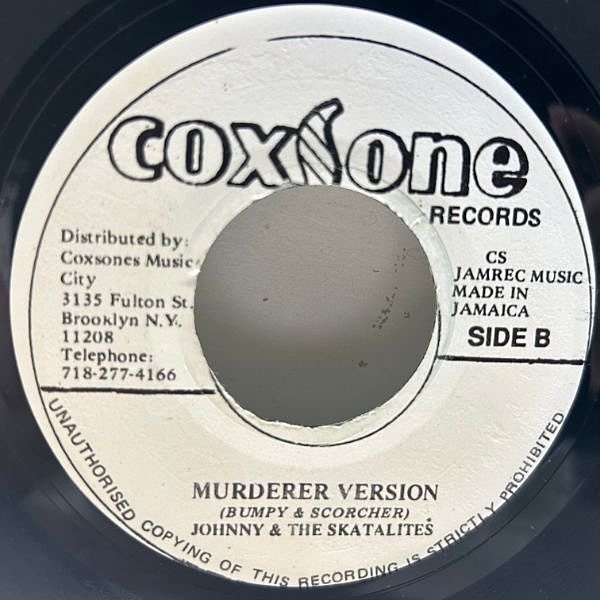 coxsone
RECORDS
Distributed by:
Coxsones Music
City
3135 Fulton St.
Brooklyn N.Y.
11208
Telephone:
718-277-4166
CS
JAMREC MUSIC
MADE IN
JAMAICA
SIDE B
MURDERER VERSION
(BUMPY & SCORCHER)
JOHNNY & THE SKATALITES
UNAUTHORISED COPYING OF THIS RECORDING IS STRICTLY PROHIBITED